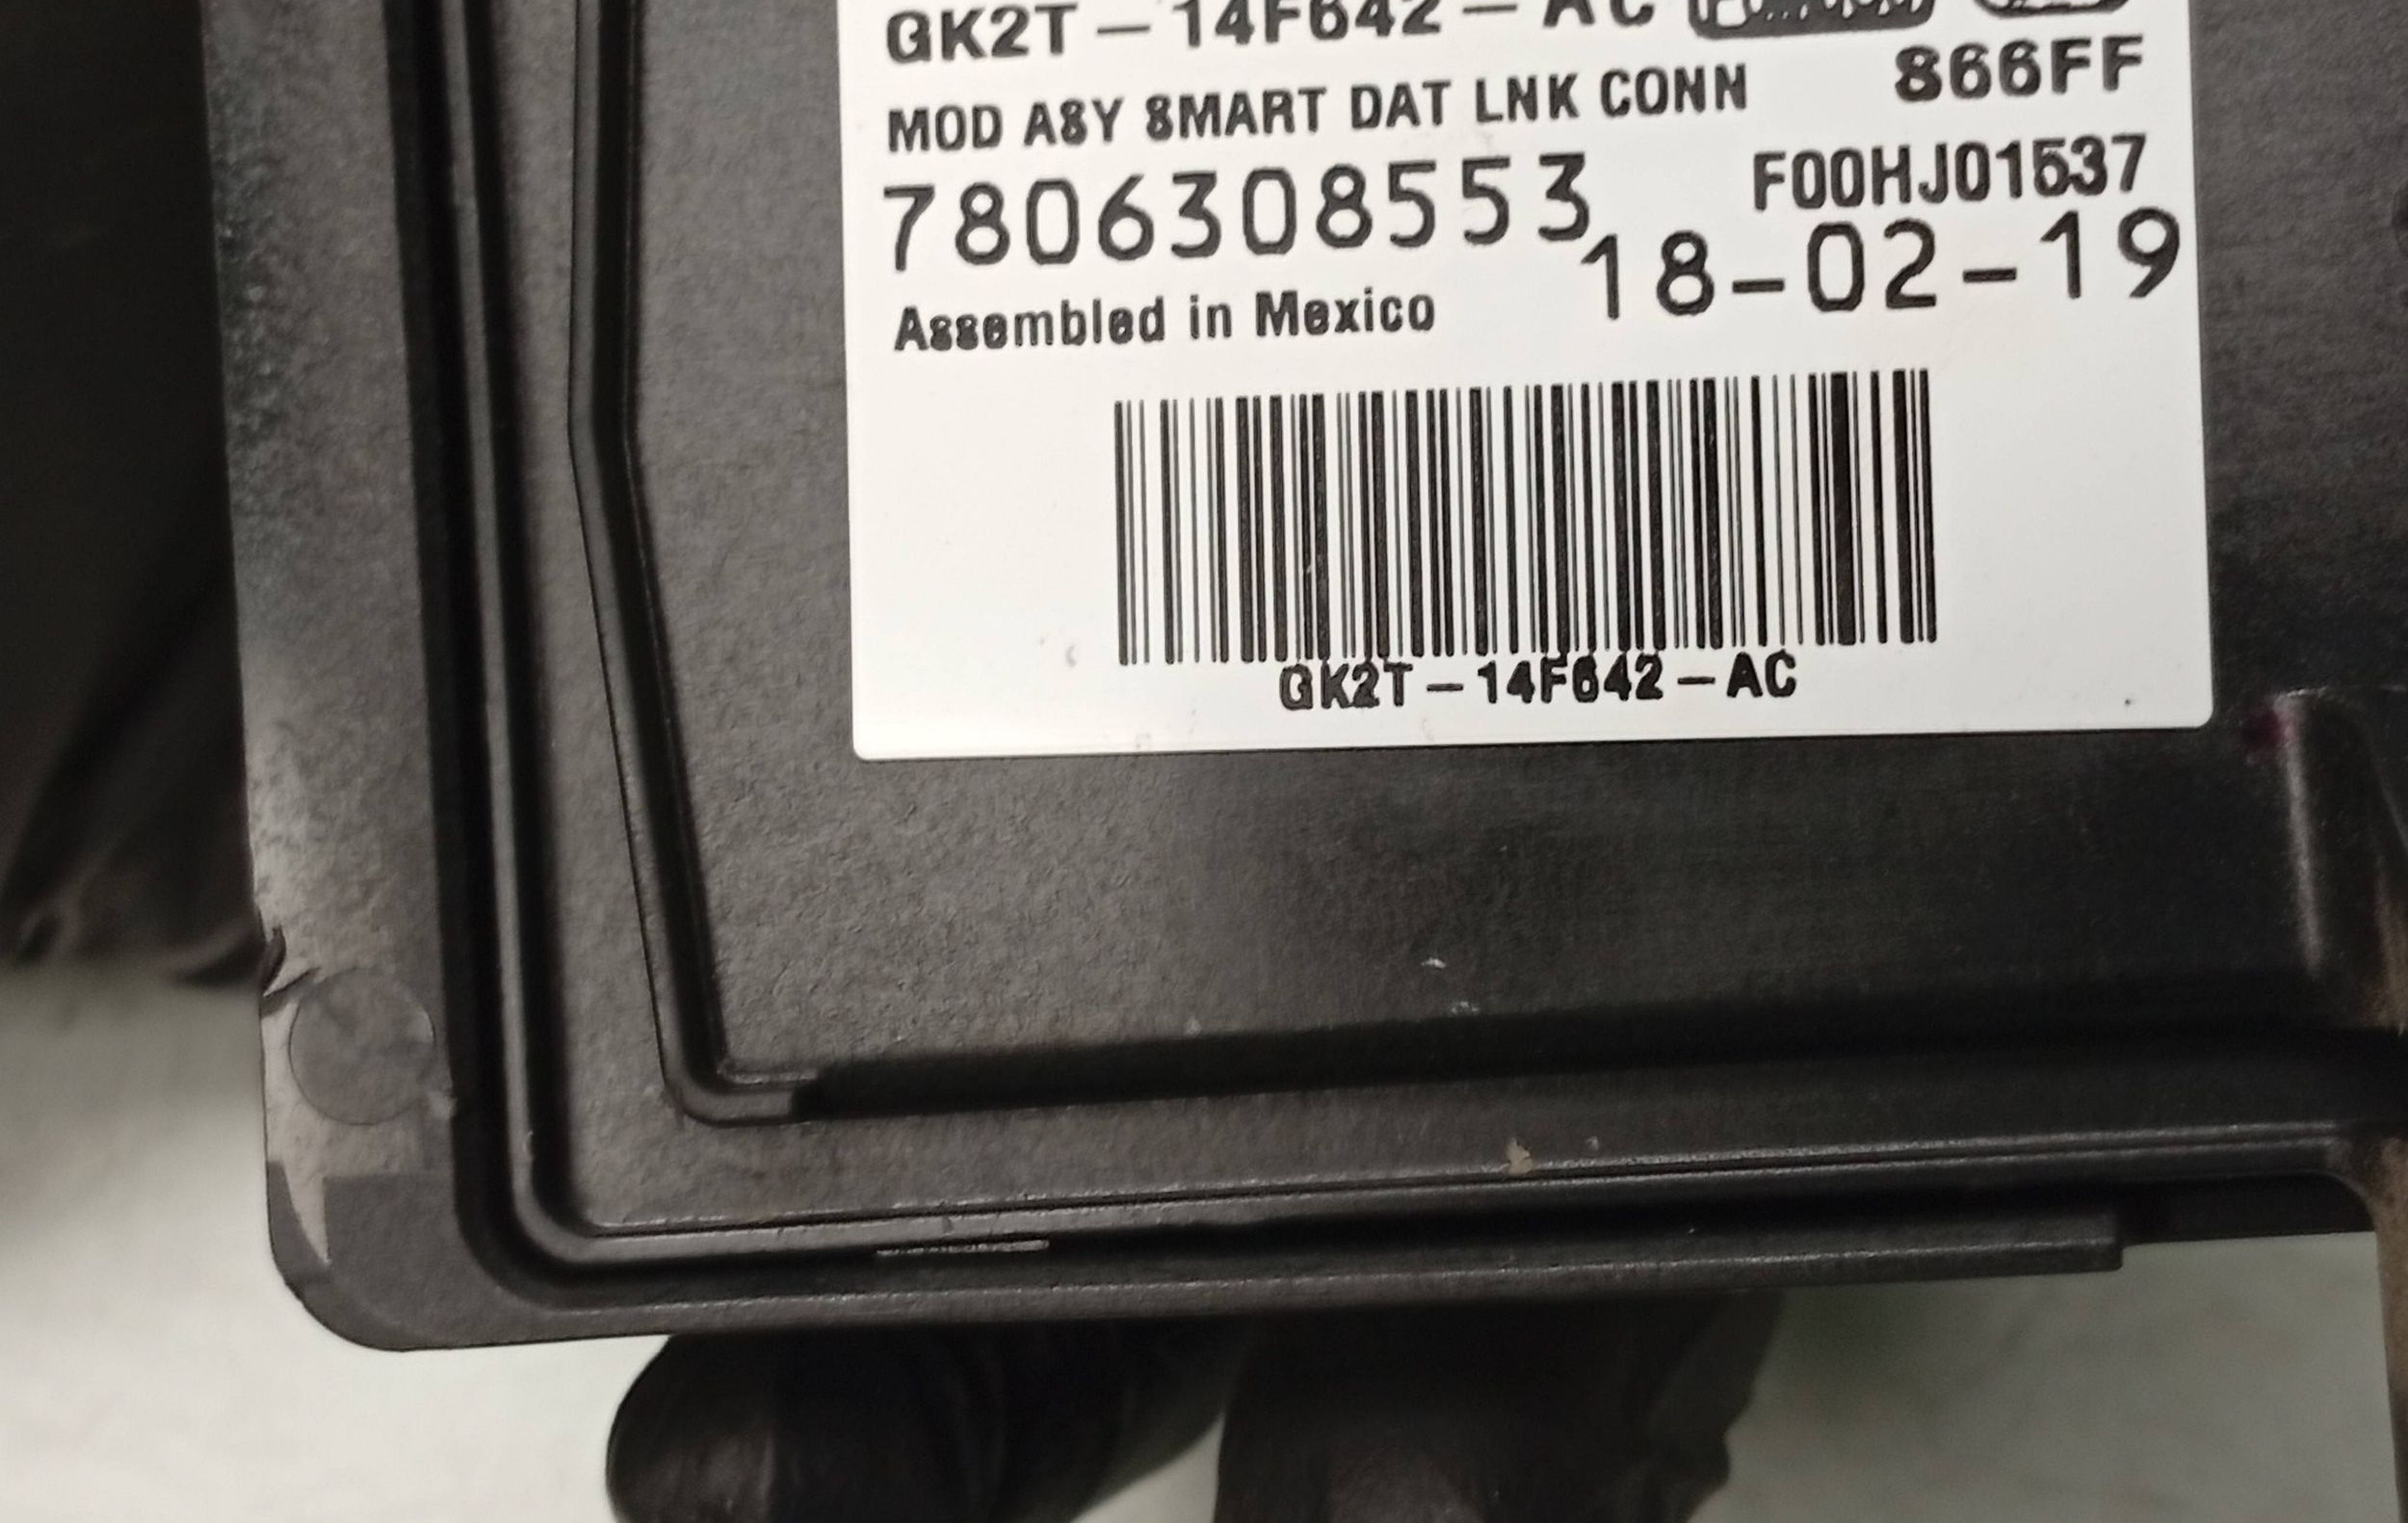 GK2T-14F642-AC
MOD ASY SMART DAT LNK CONN 866FF
7806308553 F00HJ01537
Assembled in Mexico 18-02-19
GK2T-14F642-AC